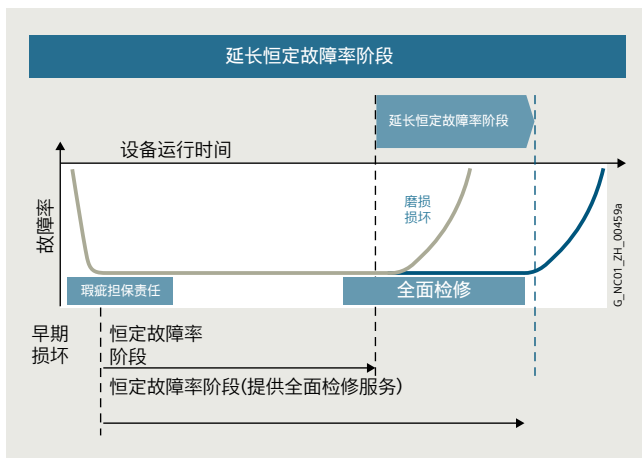 延长恒定故障率阶段
延长恒定故障率阶段
设备运行时间
故障率
磨损
损坏
G_NC01_ZH_00459a
瑕疵担保责任
全面检修
早期
损坏
恒定故障率
阶段
恒定故障率阶段(提供全面检修服务)